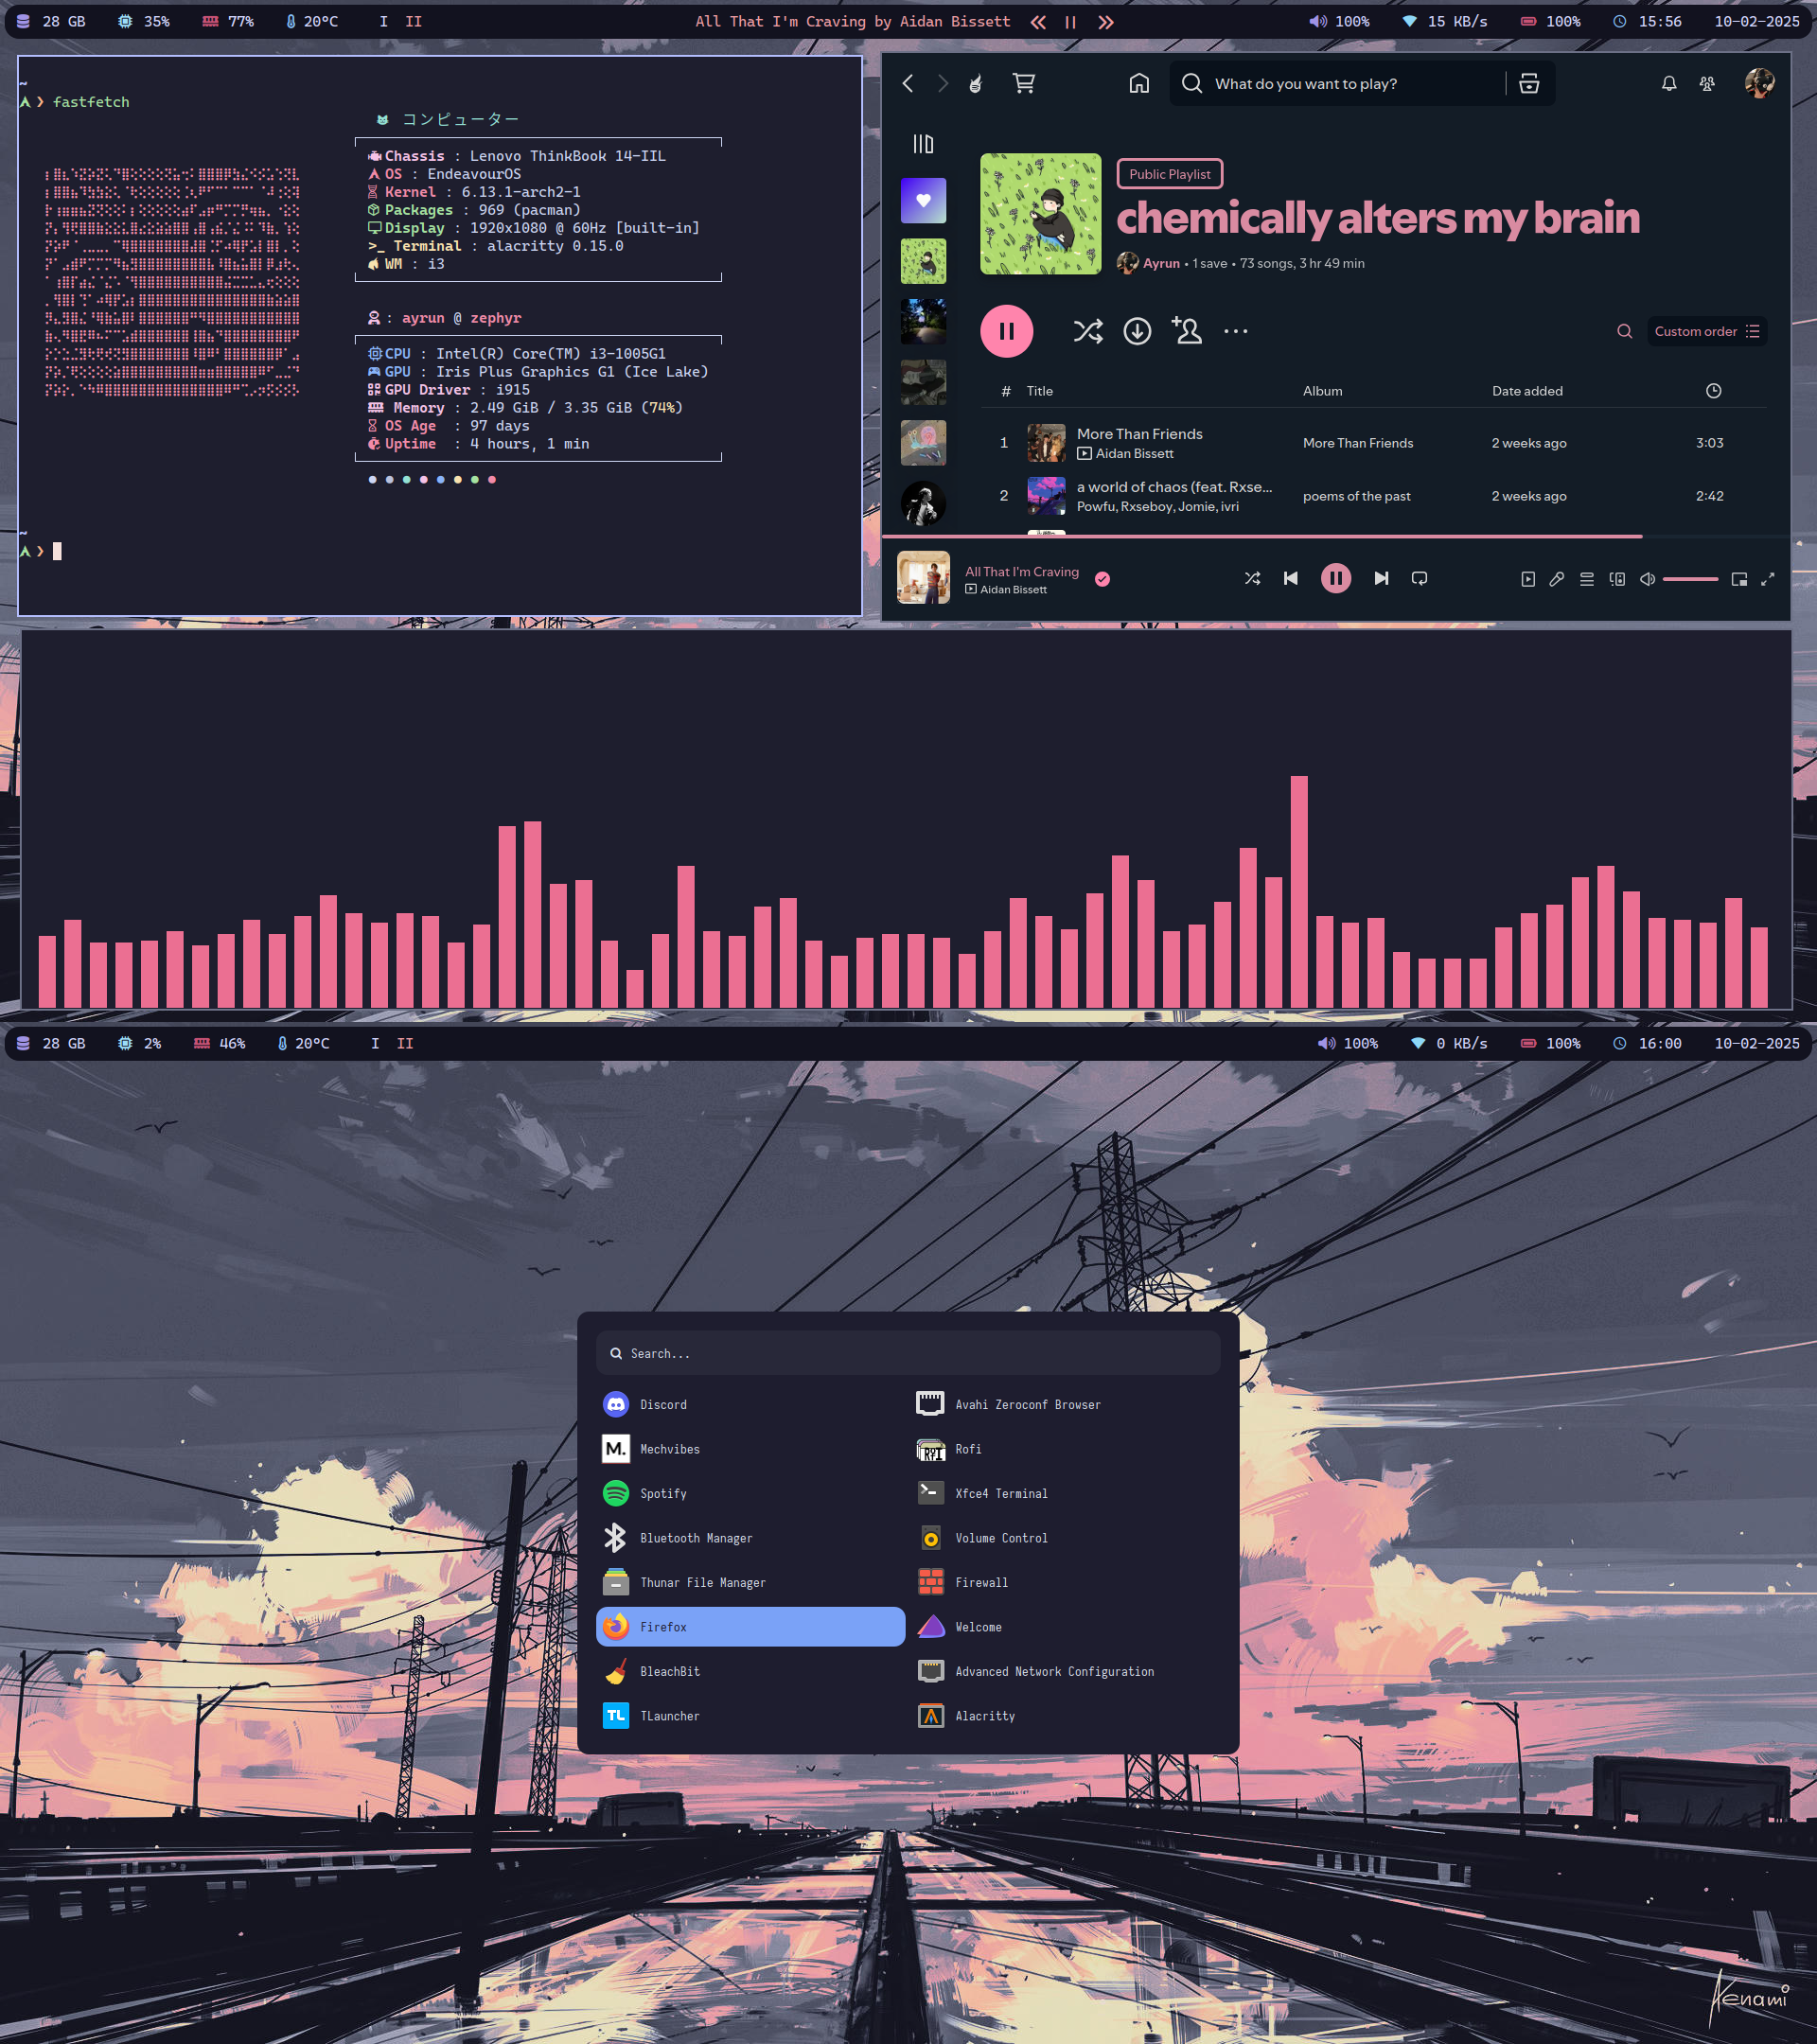 28 GB 35% 77% 20°C I II All That I'm Craving by Aidan Bissett 100% 15 KB/s 100% 15:56 10-02-2025
~
❯ fastfetch
コンピューター
Chassis : Lenovo ThinkBook 14-IIL
OS : EndeavourOS
Kernel : 6.13.1-arch2-1
Packages : 969 (pacman)
Display : 1920x1080 @ 60Hz [built-in]
>_ Terminal : alacritty 0.15.0
WM : i3
: ayrun @ zephyr
CPU : Intel(R) Core(TM) i3-1005G1
GPU : Iris Plus Graphics G1 (Ice Lake)
GPU Driver : i915
Memory : 2.49 GiB / 3.35 GiB (74%)
OS Age : 97 days
Uptime : 4 hours, 1 min
~
❯
What do you want to play?
Public Playlist
chemically alters my brain
Ayrun • 1 save • 73 songs, 3 hr 49 min
Custom order
# Title Album Date added
1 More Than Friends More Than Friends 2 weeks ago 3:03
Aidan Bissett
2 a world of chaos (feat. Rxse... poems of the past 2 weeks ago 2:42
Powfu, Rxseboy, Jomie, ivri
All That I'm Craving
Aidan Bissett
28 GB 2% 46% 20°C I II 100% 0 KB/s 100% 16:00 10-02-2025
Search...
Discord
Mechvibes
Spotify
Bluetooth Manager
Thunar File Manager
Firefox
BleachBit
TLauncher
Avahi Zeroconf Browser
Rofi
Xfce4 Terminal
Volume Control
Firewall
Welcome
Advanced Network Configuration
Alacritty
M.
TL
Kenami